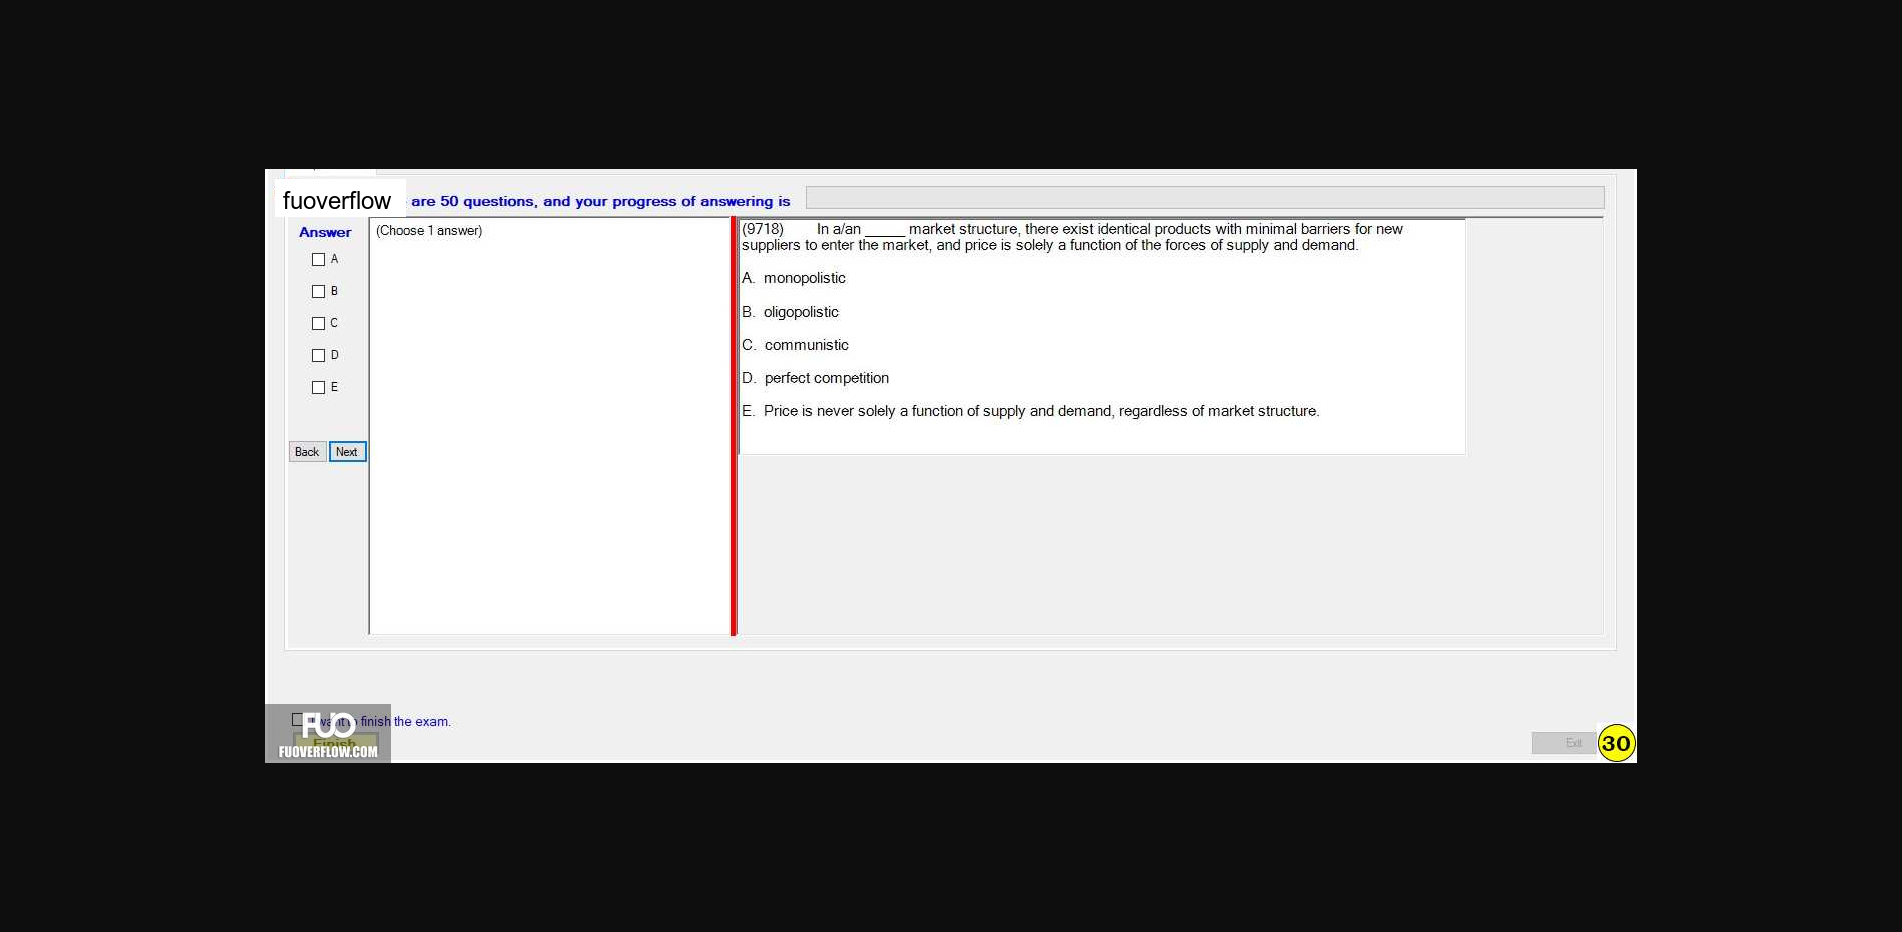 fuoverflow are 50 questions, and your progress of answering is
Answer
(Choose 1 answer)
A
B
C
D
E
Back Next
(9718) In a/an _____ market structure, there exist identical products with minimal barriers for new
suppliers to enter the market, and price is solely a function of the forces of supply and demand.
A. monopolistic
B. oligopolistic
C. communistic
D. perfect competition
E. Price is never solely a function of supply and demand, regardless of market structure.
I want to finish the exam.
FUO
Finish
FUOVERFLOW.COM
Exit
30